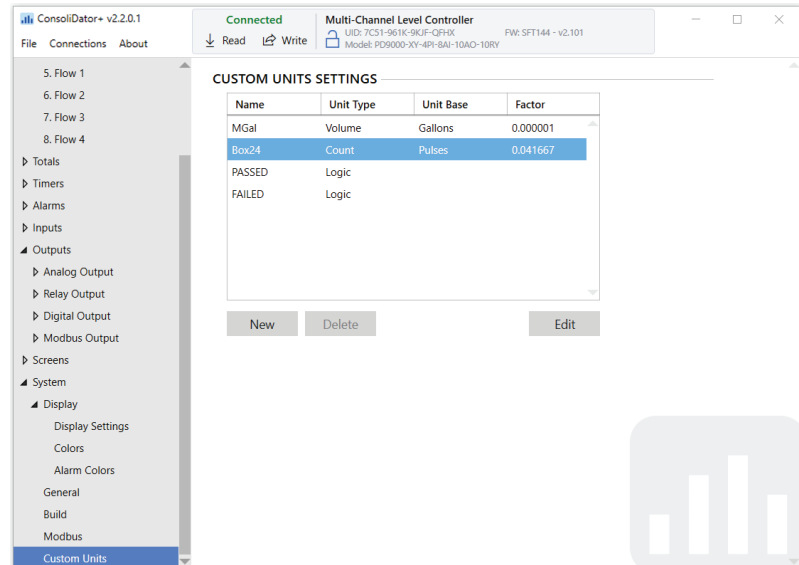 ConsoliDator+ v2.2.0.1
File Connections About
Connected
Read Write
Multi-Channel Level Controller
UID: 7C51-961K-9KJF-QFHX FW: SFT144 - v2.101
Model: PD9000-XY-4PI-8AI-10AO-10RY
5. Flow 1
6. Flow 2
7. Flow 3
8. Flow 4
Totals
Timers
Alarms
Inputs
Outputs
Analog Output
Relay Output
Digital Output
Modbus Output
Screens
System
Display
Display Settings
Colors
Alarm Colors
General
Build
Modbus
Custom Units
CUSTOM UNITS SETTINGS
Name Unit Type Unit Base Factor
MGal Volume Gallons 0.000001
Box24 Count Pulses 0.041667
PASSED Logic
FAILED Logic
New Delete Edit